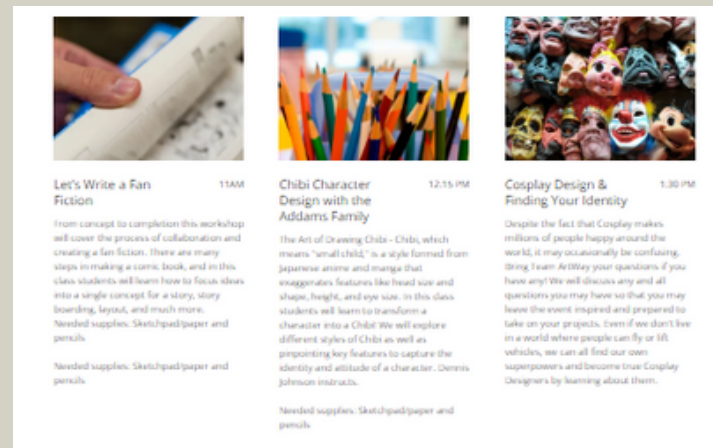 Let's Write a Fan
Fiction
11AM
From concept to completion this workshop
will cover the process of collaboration and
creating a fan fiction. There are many
steps in making a comic book, and in this
class students will learn how to focus ideas
into a single concept for a story, story
boarding, layout, and much more.
Needed supplies: Sketchpad/paper and
pencils
Needed supplies: Sketchpad/paper and
pencils
Chibi Character
Design with the
Addams Family
12:15 PM
The Art of Drawing Chibi - Chibi, which
means "small child," is a style formed from
Japanese anime and manga that
exaggerates features like head size and
shape, height, and eye size. In this class
students will learn to transform a
character into a Chibi! We will explore
different styles of Chibi as well as
pinpointing key features to capture the
identity and attitude of a character. Dennis
Johnson instructs.
Needed supplies: Sketchpad/paper and
pencils
Cosplay Design &
Finding Your Identity
1:30 PM
Despite the fact that Cosplay makes
millions of people happy around the
world, it may occasionally be confusing.
Bring Team ArtWay your questions if you
have any! We will discuss any and all
questions you may have so that you may
leave the event inspired and prepared to
take on your projects. Even if we don't live
in a world where people can fly or lift
vehicles, we can all find our own
superpowers and become true Cosplay
Designers by learning about them.